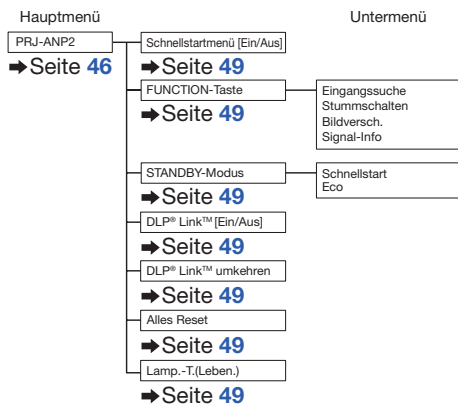 Hauptmenü
Untermenü
PRJ-ANP2
Schnellstartmenü [Ein/Aus]
➡Seite 46
➡Seite 49
FUNCTION-Taste
Eingangssuche
➡Seite 49
Stummschalten
Bildversch.
Signal-Info
STANDBY-Modus
Schnellstart
➡Seite 49
Eco
DLP® Link™ [Ein/Aus]
➡Seite 49
DLP® Link™ umkehren
➡Seite 49
Alles Reset
➡Seite 49
Lamp.-T.(Leben.)
➡Seite 49